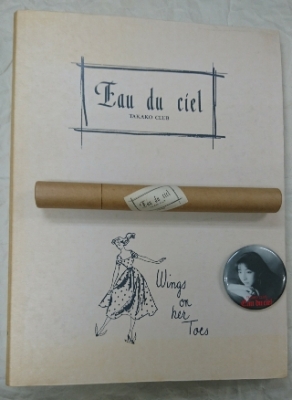 Eau du ciel
TAKAKO CLUB
Eau du ciel
Wings
on
her
Toes